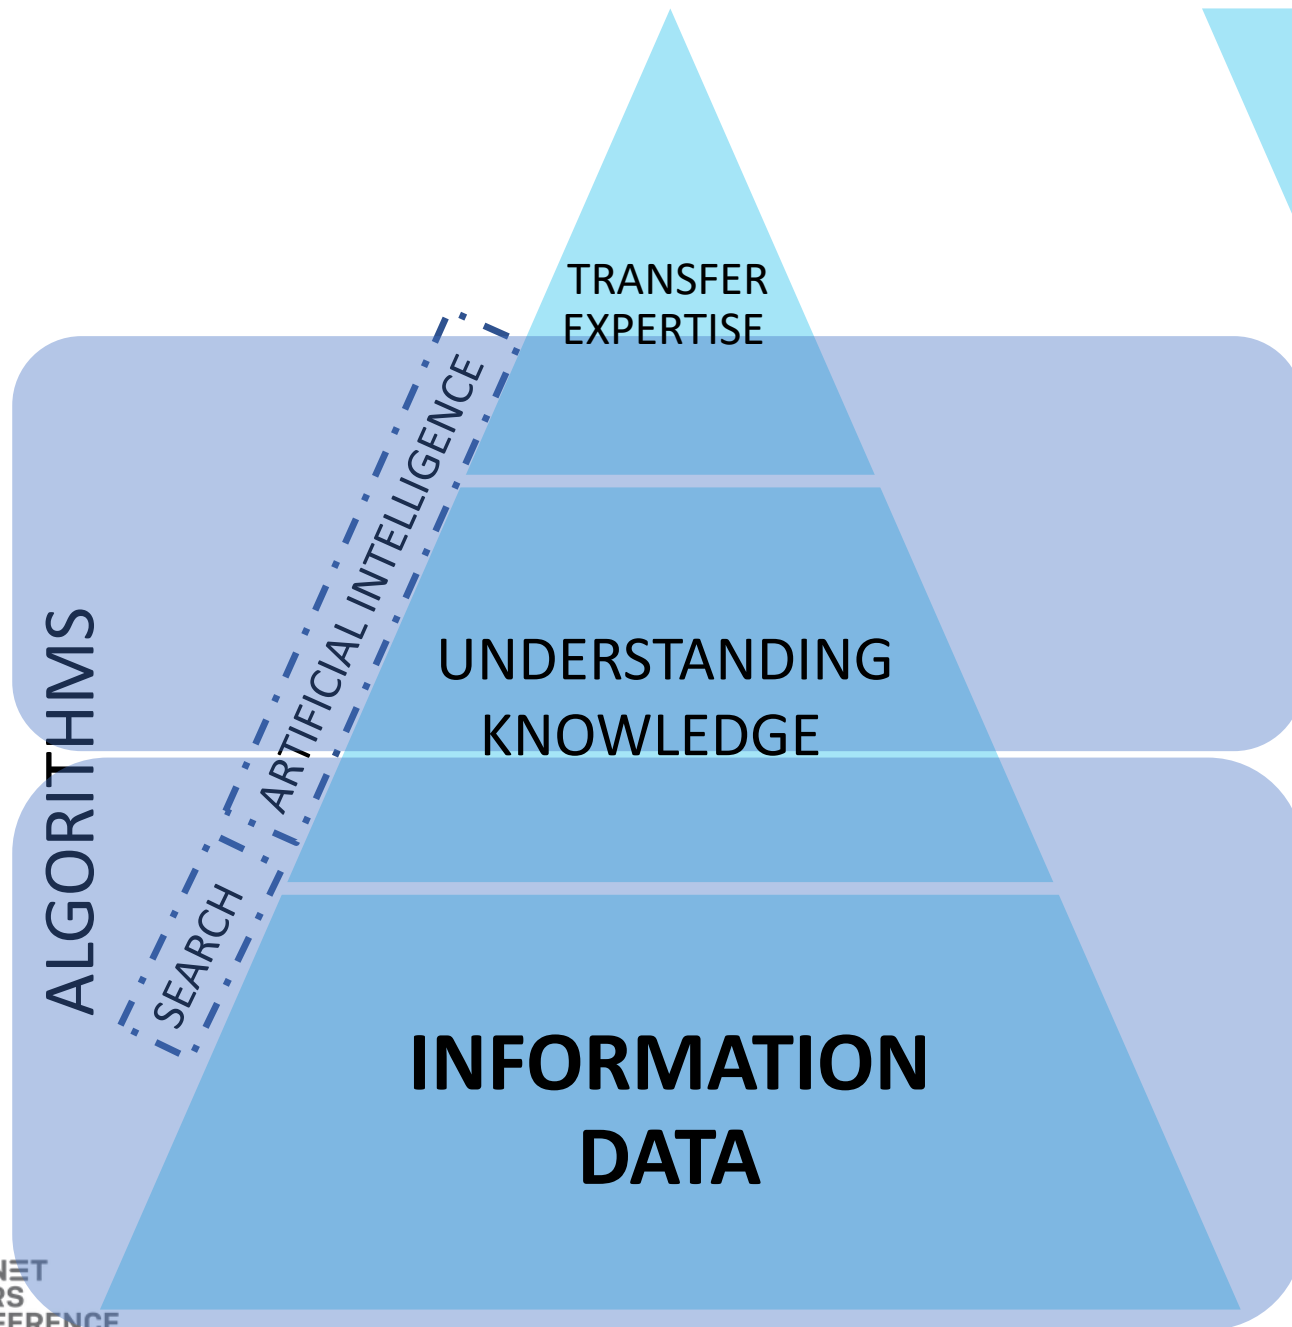 TRANSFER
EXPERTISE
ARTIFICIAL INTELLIGENCE
UNDERSTANDING
KNOWLEDGE
ALGORITHMS
SEARCH
INFORMATION
DATA